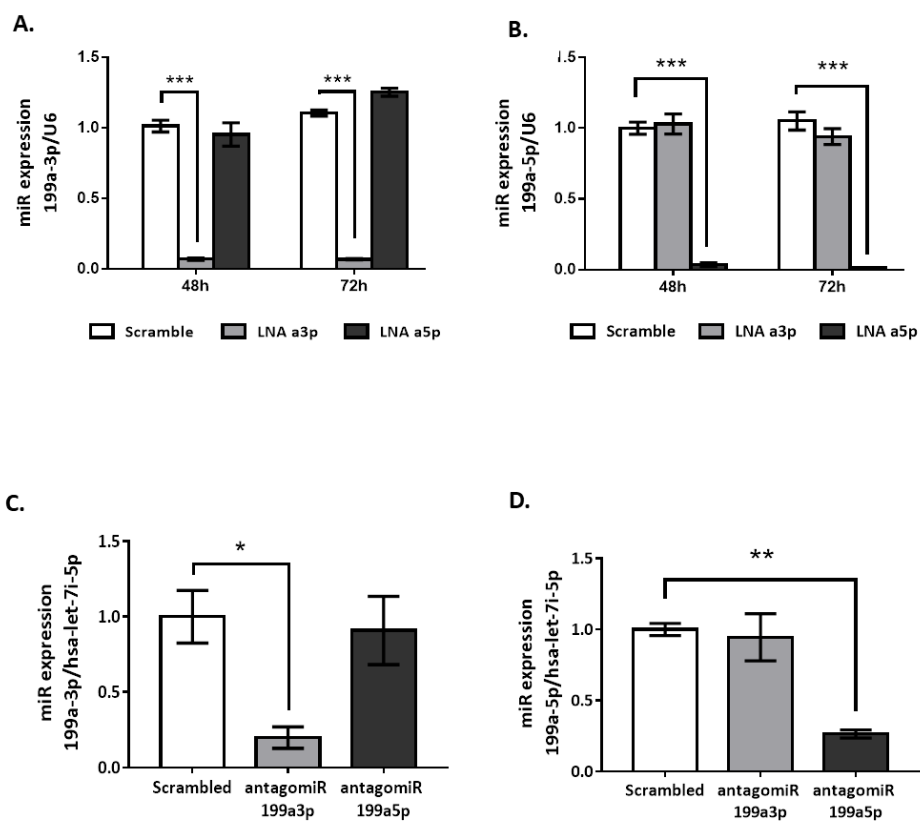 A.
miR expression
199a-3p/U6
1.5
1.0
0.5
0.0
***
***
48h
72h
Scramble
LNA a3p
LNA a5p
B.
miR expression
199a-5p/U6
1.5
1.0
0.5
0.0
***
***
48h
72h
Scramble
LNA a3p
LNA a5p
C.
miR expression
199a-3p/hsa-let-7i-5p
1.5
1.0
0.5
0.0
*
Scrambled
antagomiR
199a3p
antagomiR
199a5p
D.
miR expression
199a-5p/hsa-let-7i-5p
1.5
1.0
0.5
0.0
**
Scrambled
antagomiR
199a3p
antagomiR
199a5p